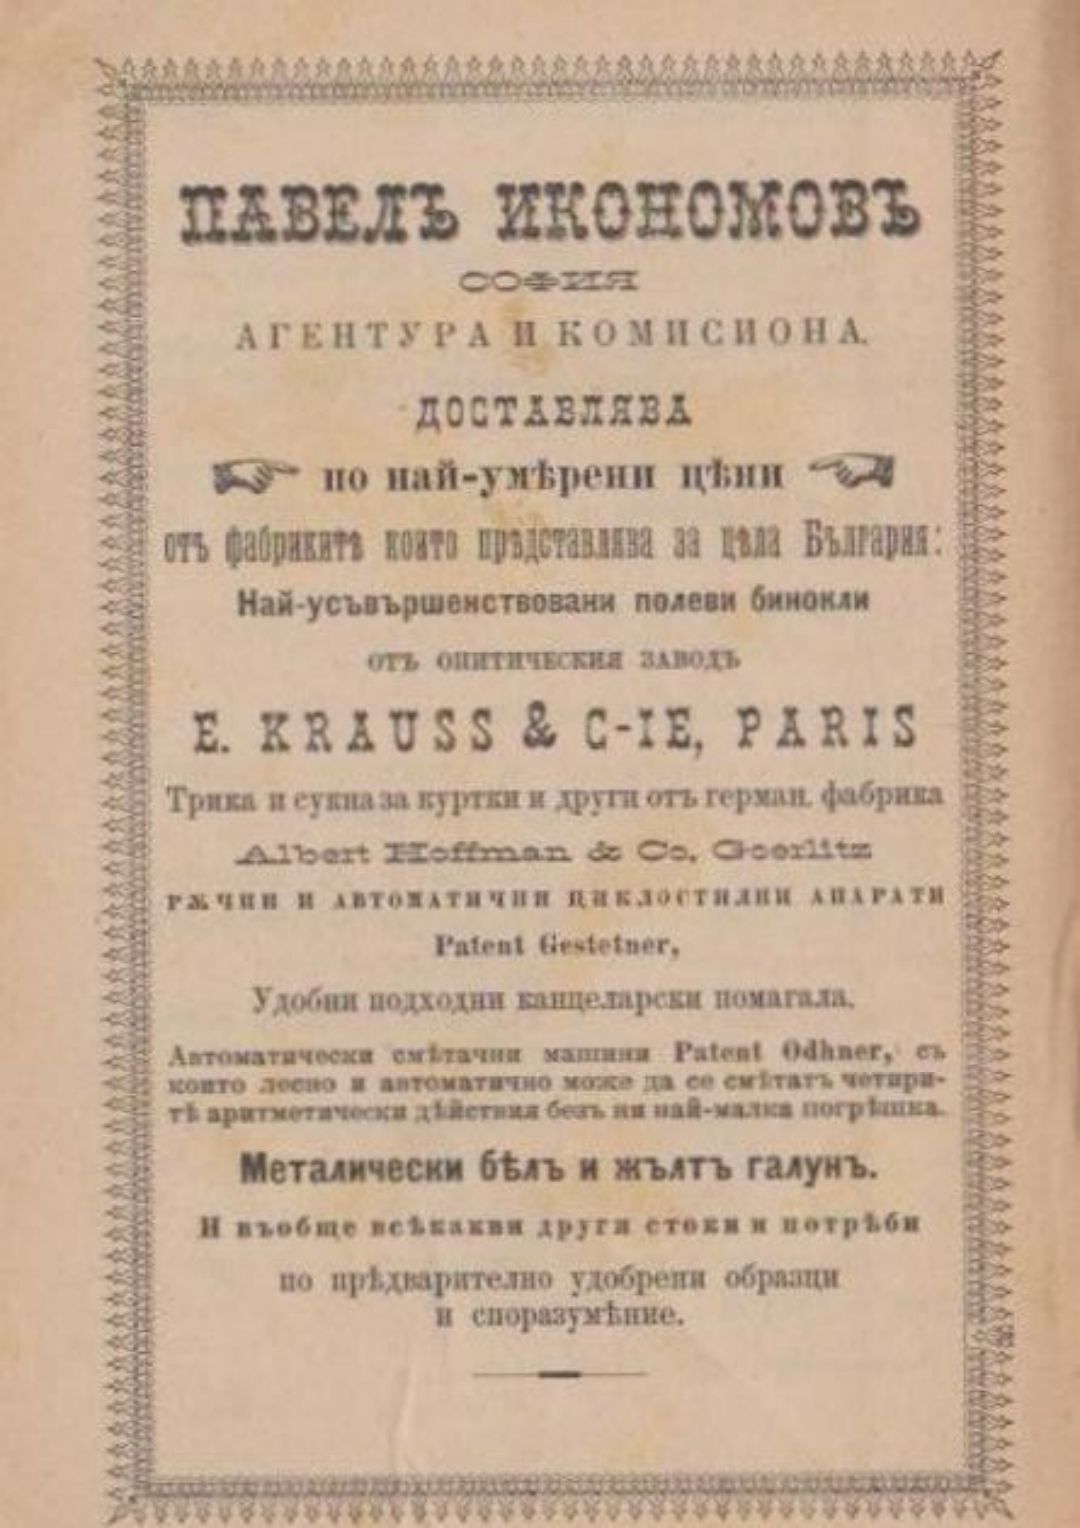 ПАВЕЛЪ ИКОНОМОВЪ
СОФИЯ
АГЕНТУРА И КОМИСИОНА.
ДОСТАВЛЯВА
по най-умѣрени цѣни
отъ фабриките които прѣдставлява за цѣла България:
Най-усъвършенствовани полеви бинокли
ОТЪ ОПИТИЧЕСКИЯ ЗАВОДЪ
E. KRAUSS & C-IE, PARIS
Трика и сукна за куртки и други отъ герман. фабрика
Albert Hoffman & Co. Goerlitz
РѪЧНИ И АВТОМАТИЧНИ ЦИКЛОСТИЛНИ АПАРАТИ
Patent Gestetner,
Удобни подходни канцеларски помагала.
Автоматически смѣтачни машини Patent Odhner, съ
които лесно и автоматично може да се смѣтатъ четирѝ-
тѣ аритметически дѣйствия безъ ни най-малка погрѣшка.
Металически бѣлъ и жълтъ галунъ.
И въобще всѣкакви други стоки и потрѣби
по прѣдварително удобрени образци
и споразумѣние.